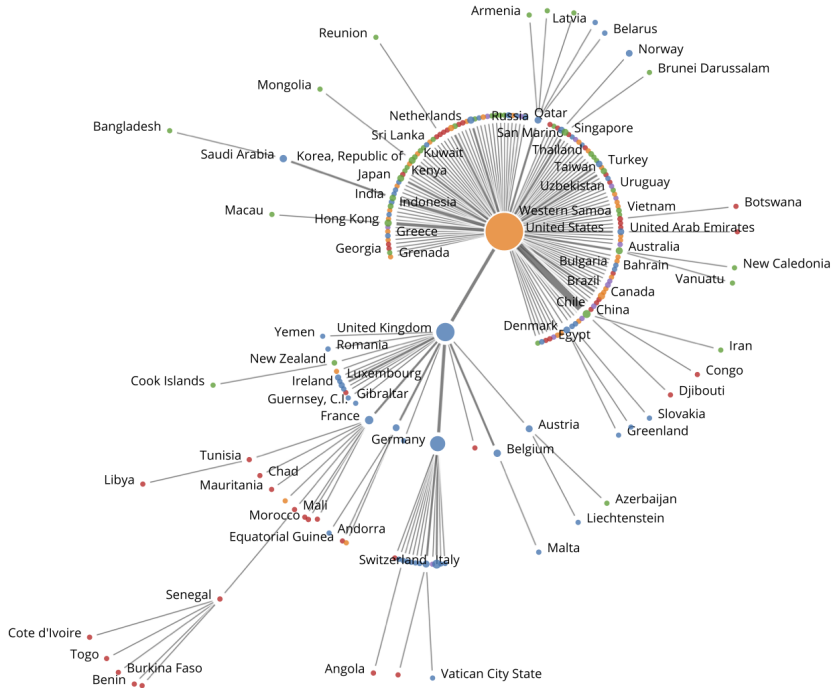 Armenia
Latvia
Belarus
Reunion
Norway
Brunei Darussalam
Mongolia
Netherlands
Russia
Qatar
Bangladesh
Sri Lanka
San Marino
Singapore
Saudi Arabia
Korea, Republic of
Kuwait
Thailand
Turkey
Japan
Kenya
Taiwan
Uruguay
India
Indonesia
Uzbekistan
Macau
Hong Kong
Western Samoa
Vietnam
Botswana
Greece
United States
United Arab Emirates
Georgia
Grenada
Australia
Bulgaria
Bahrain
New Caledonia
Brazil
Canada
Vanuatu
Chile
China
Yemen
United Kingdom
Denmark
Egypt
Romania
Iran
New Zealand
Cook Islands
Ireland
Luxembourg
Congo
Guernsey, C.I.
Gibraltar
Djibouti
France
Slovakia
Germany
Austria
Greenland
Tunisia
Belgium
Libya
Chad
Mauritania
Mali
Azerbaijan
Morocco
Liechtenstein
Equatorial Guinea
Andorra
Malta
Switzerland
Italy
Senegal
Cote d'Ivoire
Togo
Burkina Faso
Benin
Angola
Vatican City State